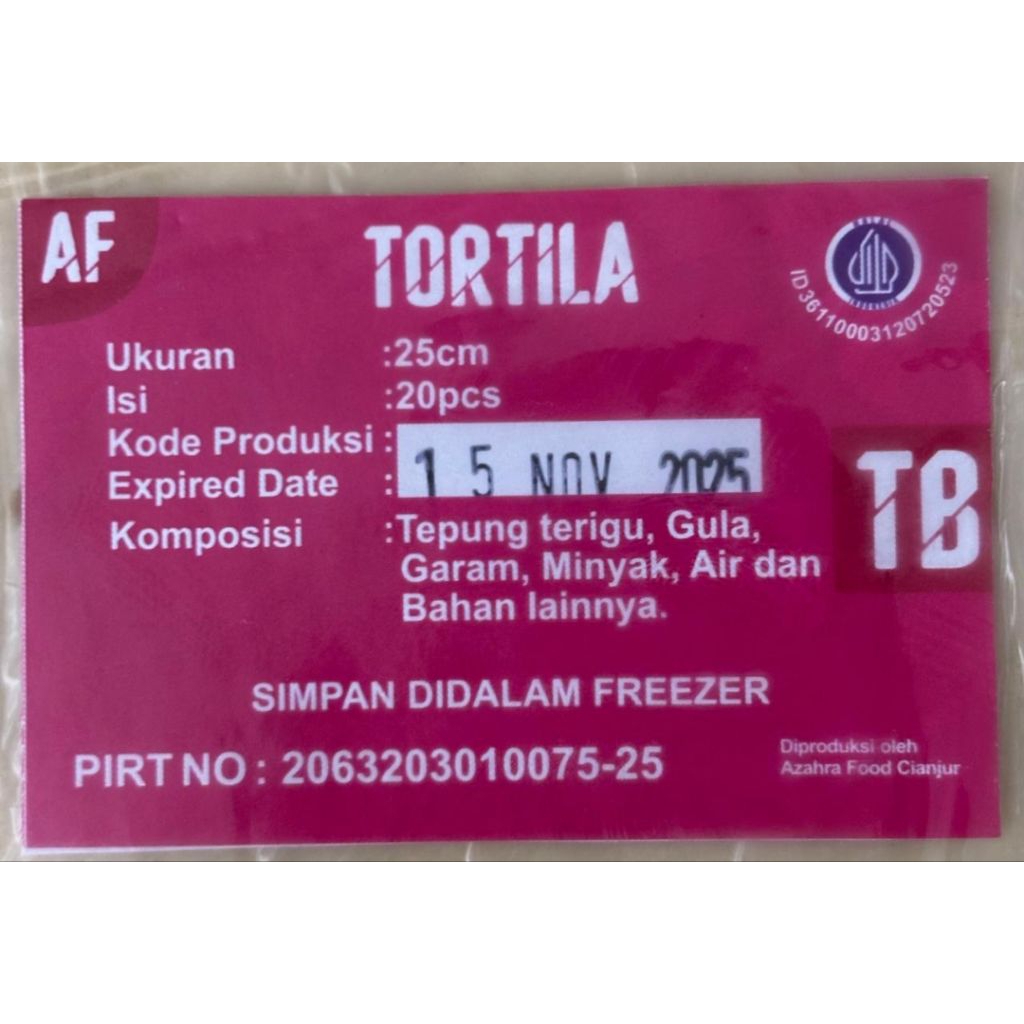 AF
TORTILA
ID36110003120720523
Ukuran :25cm
Isi :20pcs
Kode Produksi :
Expired Date : 15 NOV 2025
Komposisi :Tepung terigu, Gula,
Garam, Minyak, Air dan
Bahan lainnya.
TB
SIMPAN DIDALAM FREEZER
PIRT NO : 2063203010075-25
Diproduksi oleh
Azahra Food Cianjur